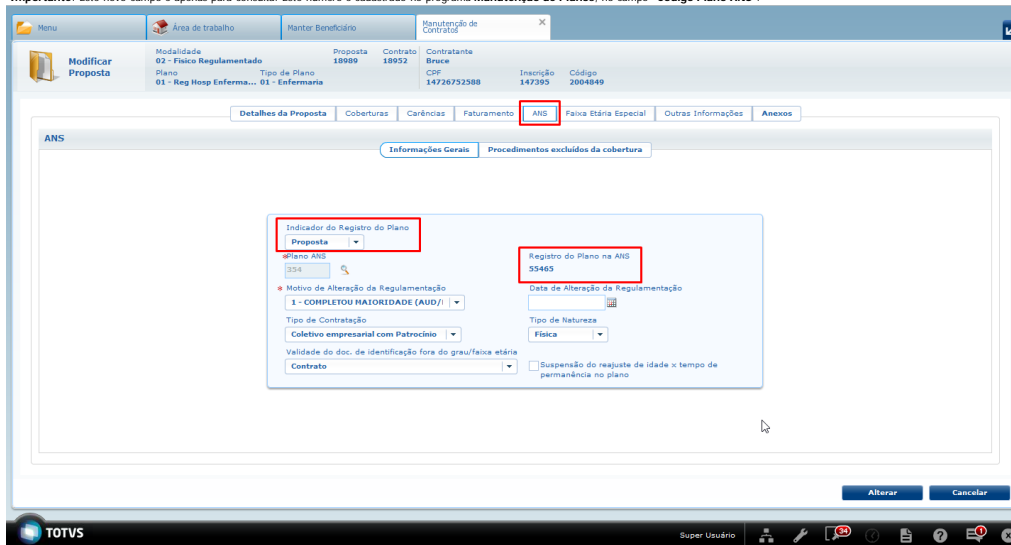 Menu
Área de trabalho
Manter Beneficiário
Manutenção de
Contratos
Modificar
Proposta
Modalidade Proposta Contrato Contratante
02 - Físico Regulamentado 18989 18952 Bruce
Plano Tipo de Plano CPF Inscrição Código
01 - Reg Hosp Enferma... 01 - Enfermaria 14726752588 147395 2004849
Detalhes da Proposta Coberturas Carências Faturamento ANS Faixa Etária Especial Outras Informações Anexos
ANS
Informações Gerais Procedimentos excluídos da cobertura
Indicador do Registro do Plano
Proposta
*Plano ANS Registro do Plano na ANS
354 55465
* Motivo de Alteração da Regulamentação Data de Alteração da Regulamentação
1 - COMPLETOU MAIORIDADE (AUD/
Tipo de Contratação Tipo de Natureza
Coletivo empresarial com Patrocínio Física
Validade do doc. de identificação fora do grau/faixa etária
Contrato Suspensão do reajuste de idade x tempo de
permanência no plano
Alterar Cancelar
TOTVS Super Usuário 34 1